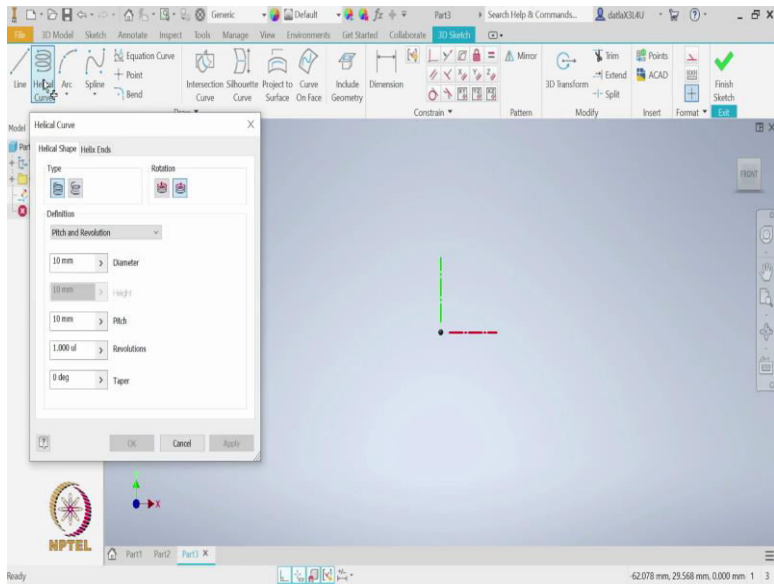 Generic Default Part3 Search Help & Commands... datlaX3L4U
File 3D Model Sketch Annotate Inspect Tools Manage View Environments Get Started Collaborate 3D Sketch
Line Helical Curve Arc Spline Equation Curve Point Bend Intersection Curve Silhouette Curve Project to Surface Curve On Face Include Geometry Dimension Mirror 3D Transform Trim Extend Split Points ACAD Finish Sketch
Constrain Pattern Modify Insert Format Exit
Model
Helical Curve X
Helical Shape Helix Ends
Type Rotation
Definition
Pitch and Revolution
10 mm Diameter
10 mm Height
10 mm Pitch
1.000 ul Revolutions
0 deg Taper
OK Cancel Apply
FRONT
X
NPTEL
Part1 Part2 Part3 X
Ready -62.078 mm, 29.568 mm, 0.000 mm 1 3